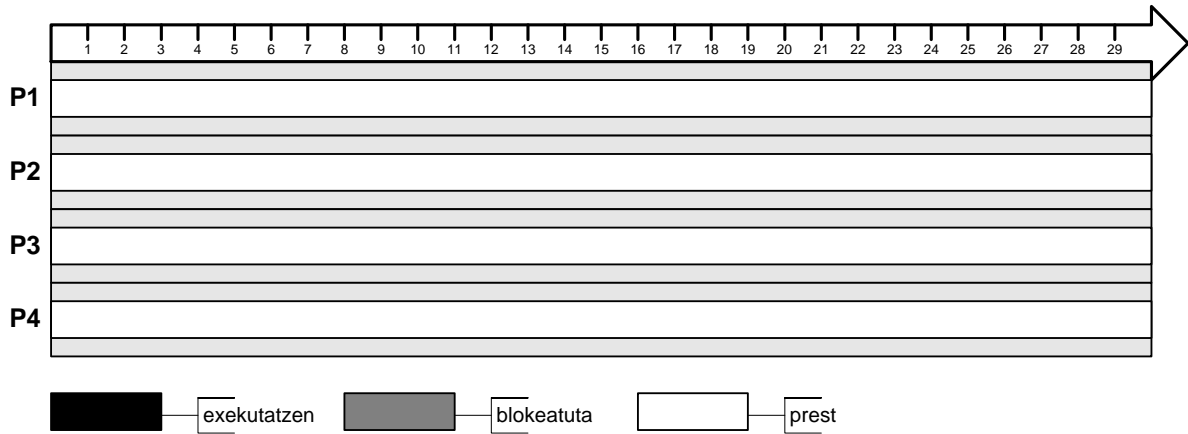 1 2 3 4 5 6 7 8 9 10 11 12 13 14 15 16 17 18 19 20 21 22 23 24 25 26 27 28 29
P1
P2
P3
P4
exekutatzen blokeatuta prest